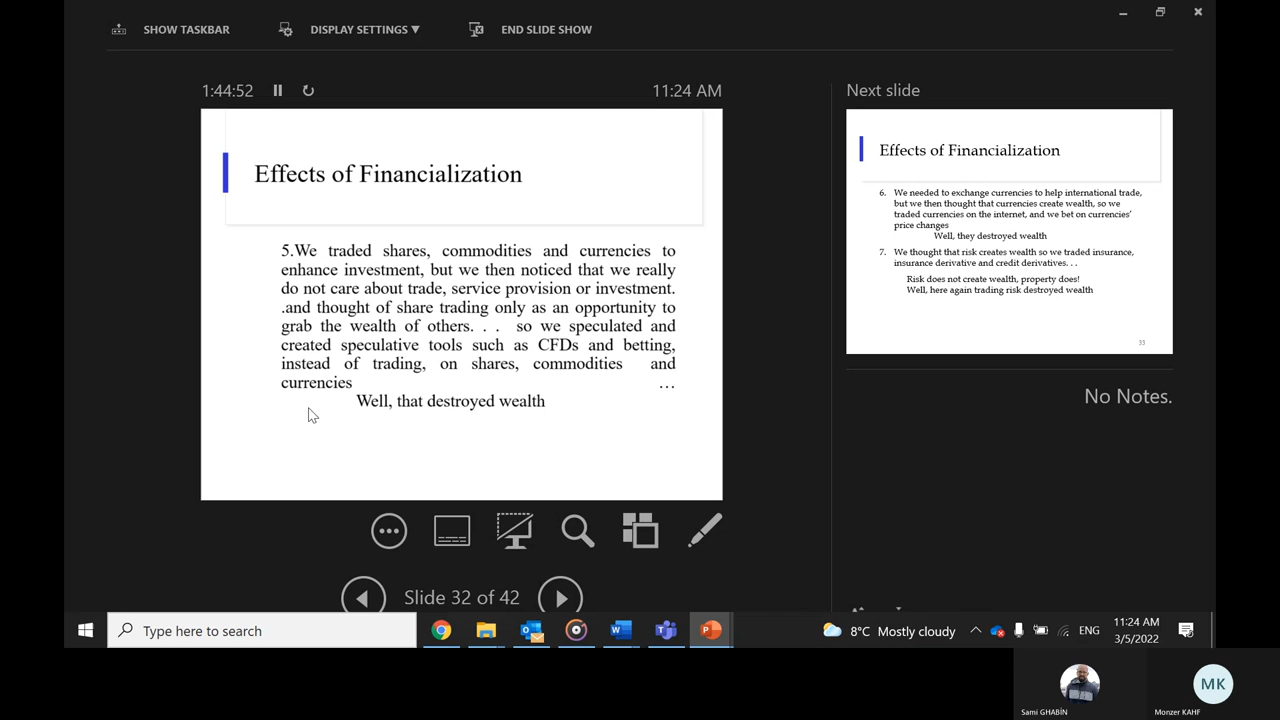 SHOW TASKBAR
DISPLAY SETTINGS ▼
END SLIDE SHOW
1:44:52
11:24 AM
Effects of Financialization
5.We traded shares, commodities and currencies to
enhance investment, but we then noticed that we really
do not care about trade, service provision or investment.
.and thought of share trading only as an opportunity to
grab the wealth of others. . . so we speculated and
created speculative tools such as CFDs and betting,
instead of trading, on shares, commodities and
currencies ...
Well, that destroyed wealth
Slide 32 of 42
Next slide
Effects of Financialization
6. We needed to exchange currencies to help international trade,
but we then thought that currencies create wealth, so we
traded currencies on the internet, and we bet on currencies'
price changes
Well, they destroyed wealth
7. We thought that risk creates wealth so we traded insurance,
insurance derivative and credit derivatives. . .
Risk does not create wealth, property does!
Well, here again trading risk destroyed wealth
33
No Notes.
Type here to search
8°C Mostly cloudy
ENG
11:24 AM
3/5/2022
MK
Sami GHABİN
Monzer KAHF